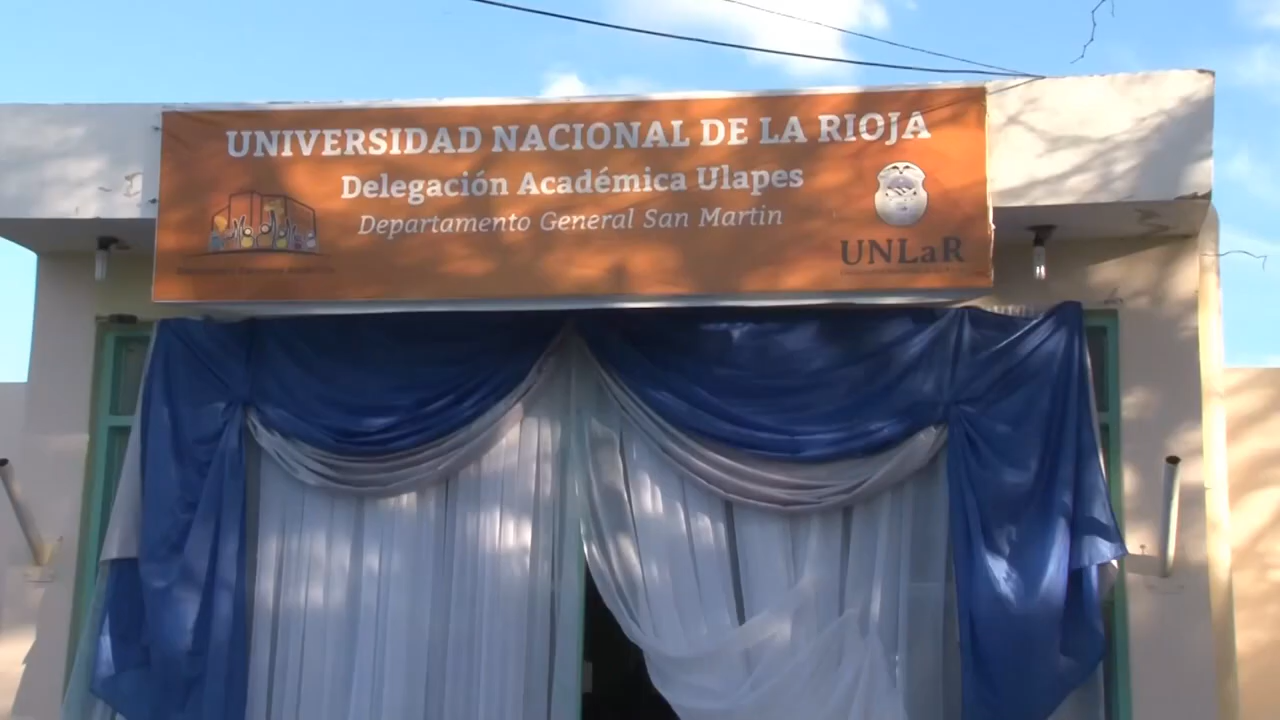 UNIVERSIDAD NACIONAL DE LA RIOJA
Delegación Académica Ulapes
Departamento General San Martin
UNLaR